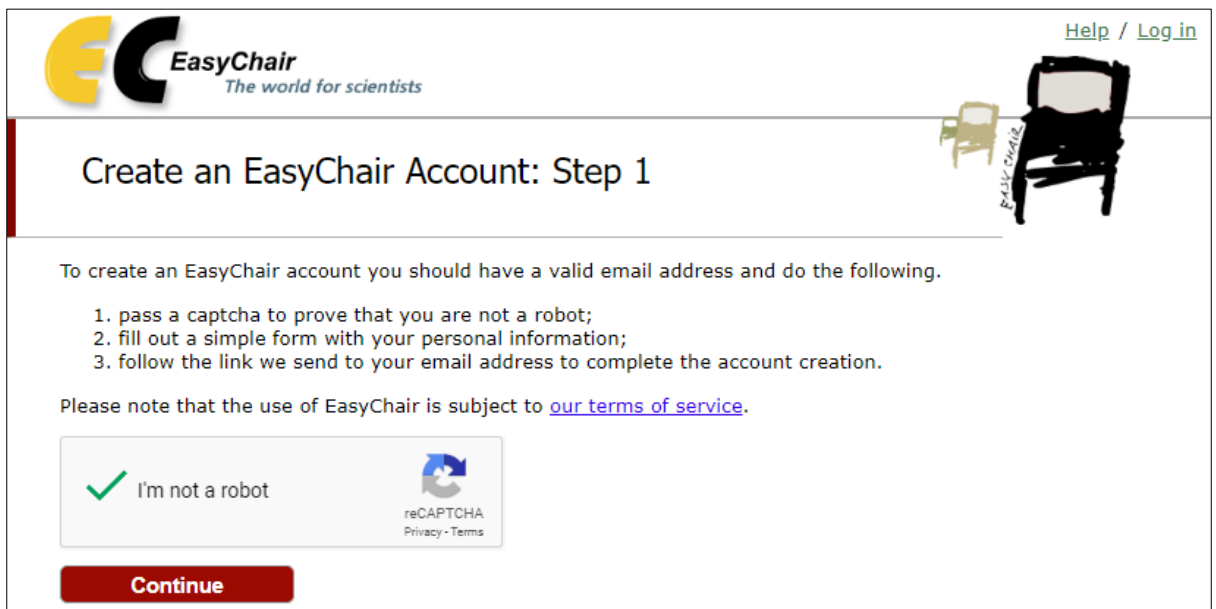 Help / Log in
EC EasyChair
The world for scientists
EASY CHAIR
Create an EasyChair Account: Step 1
To create an EasyChair account you should have a valid email address and do the following.
1. pass a captcha to prove that you are not a robot;
2. fill out a simple form with your personal information;
3. follow the link we send to your email address to complete the account creation.
Please note that the use of EasyChair is subject to our terms of service.
I'm not a robot
reCAPTCHA
Privacy - Terms
Continue